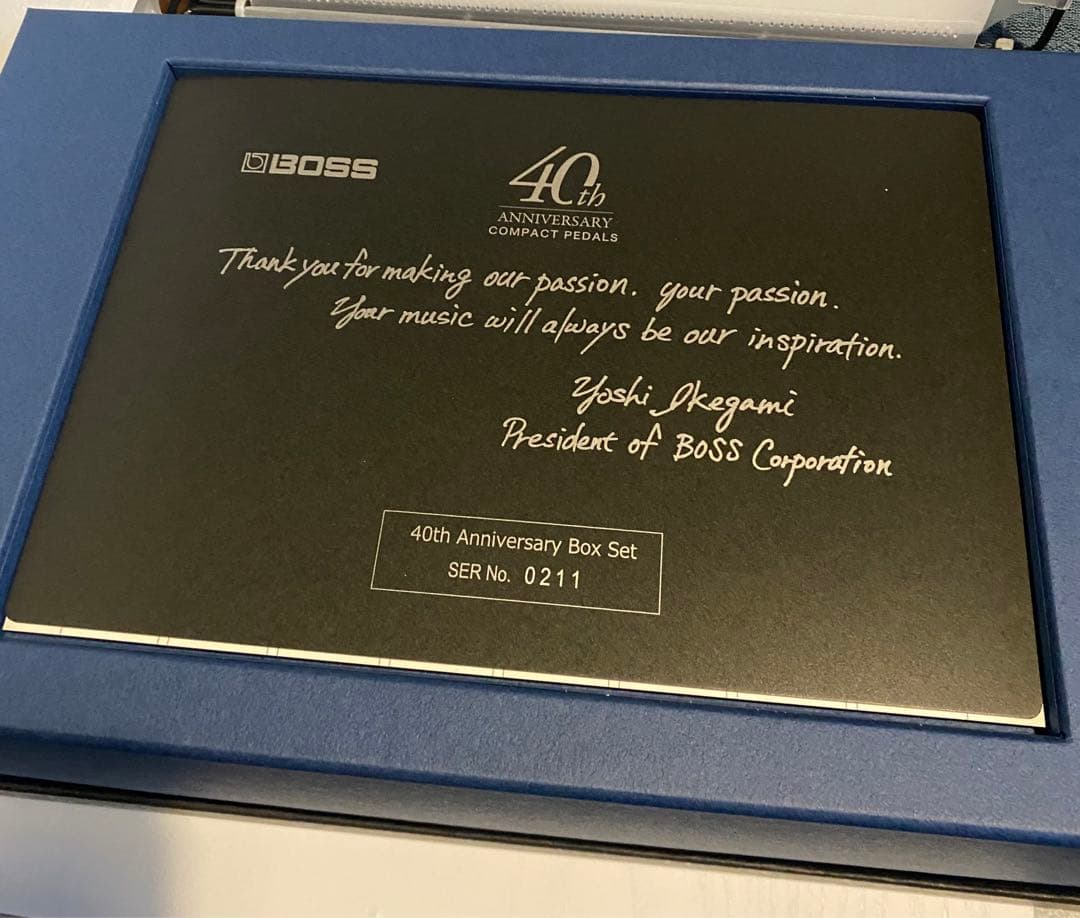 BOSS
40th
ANNIVERSARY
COMPACT PEDALS
Thank you for making our passion. your passion.
Your music will always be our inspiration.
Yoshi Ikegami
President of BOSS Corporation
40th Anniversary Box Set
SER No. 0211